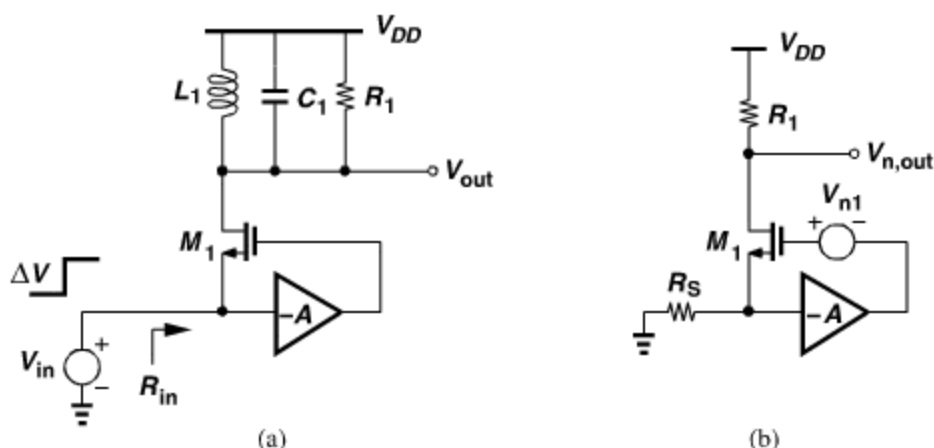 V_DD
L_1
C_1
R_1
V_out
M_1
ΔV
−A
V_in
+
−
R_in
(a)
V_DD
R_1
V_n,out
V_n1
+ −
M_1
R_S
−A
(b)